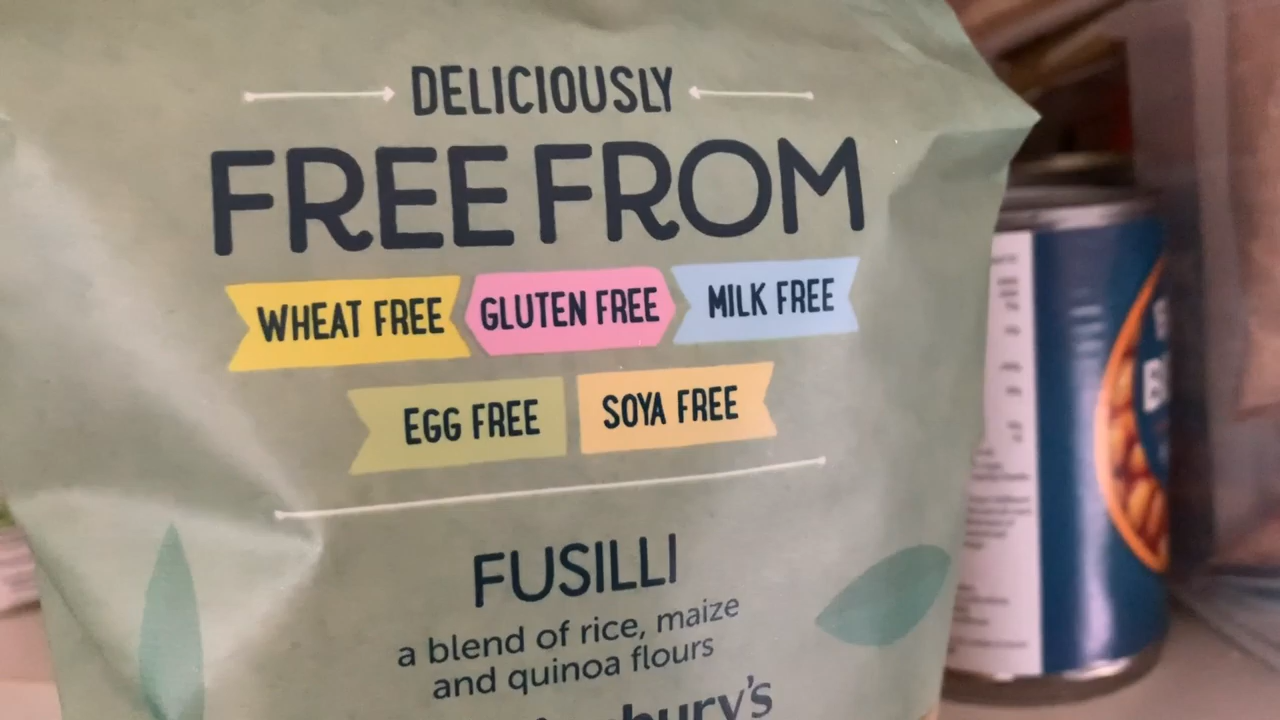 DELICIOUSLY
FREE FROM
WHEAT FREE GLUTEN FREE MILK FREE
EGG FREE SOYA FREE
FUSILLI
a blend of rice, maize
and quinoa flours